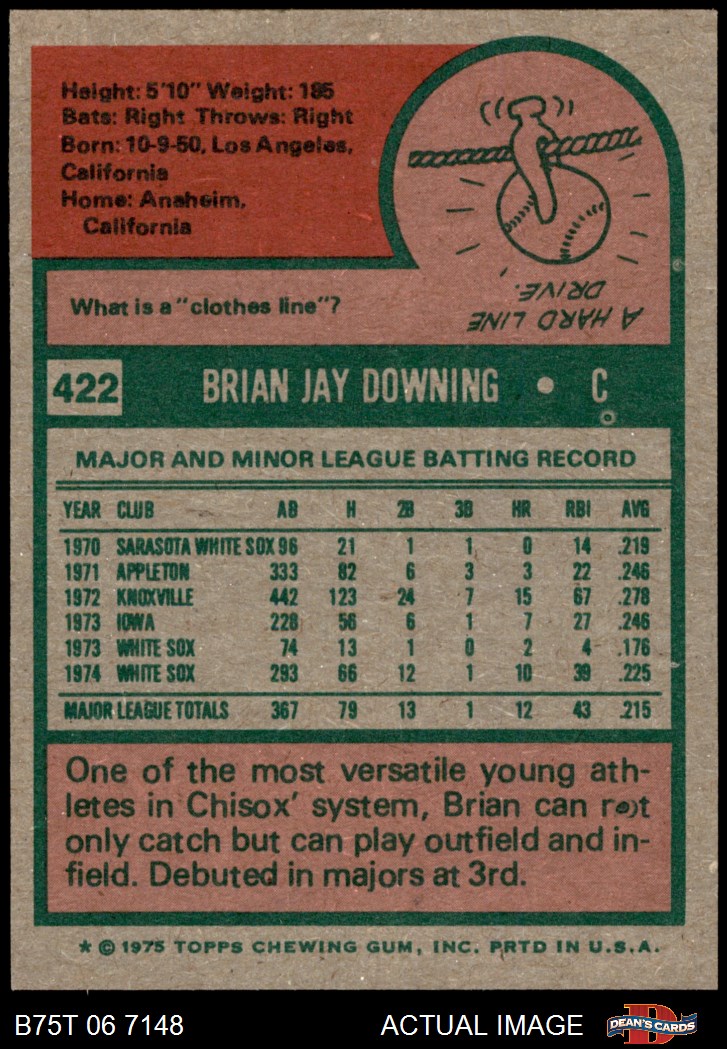 Height: 5'10" Weight: 185
Bats: Right Throws: Right
Born: 10-9-50, Los Angeles,
California
Home: Anaheim,
California
What is a "clothes line"?
A HARD LINE
DRIVE.
422 BRIAN JAY DOWNING • C
MAJOR AND MINOR LEAGUE BATTING RECORD
YEAR CLUB AB H 2B 3B HR RBI AVG
1970 SARASOTA WHITE SOX 96 21 1 1 0 14 .219
1971 APPLETON 333 82 6 3 3 22 .246
1972 KNOXVILLE 442 123 24 7 15 67 .278
1973 IOWA 228 56 6 1 7 27 .246
1973 WHITE SOX 74 13 1 0 2 4 .176
1974 WHITE SOX 293 66 12 1 10 39 .225
MAJOR LEAGUE TOTALS 367 79 13 1 12 43 .215
One of the most versatile young ath-
letes in Chisox' system, Brian can not
only catch but can play outfield and in-
field. Debuted in majors at 3rd.
* © 1975 TOPPS CHEWING GUM, INC. PRTD IN U.S.A.
B75T 06 7148 ACTUAL IMAGE D DEAN'S CARDS